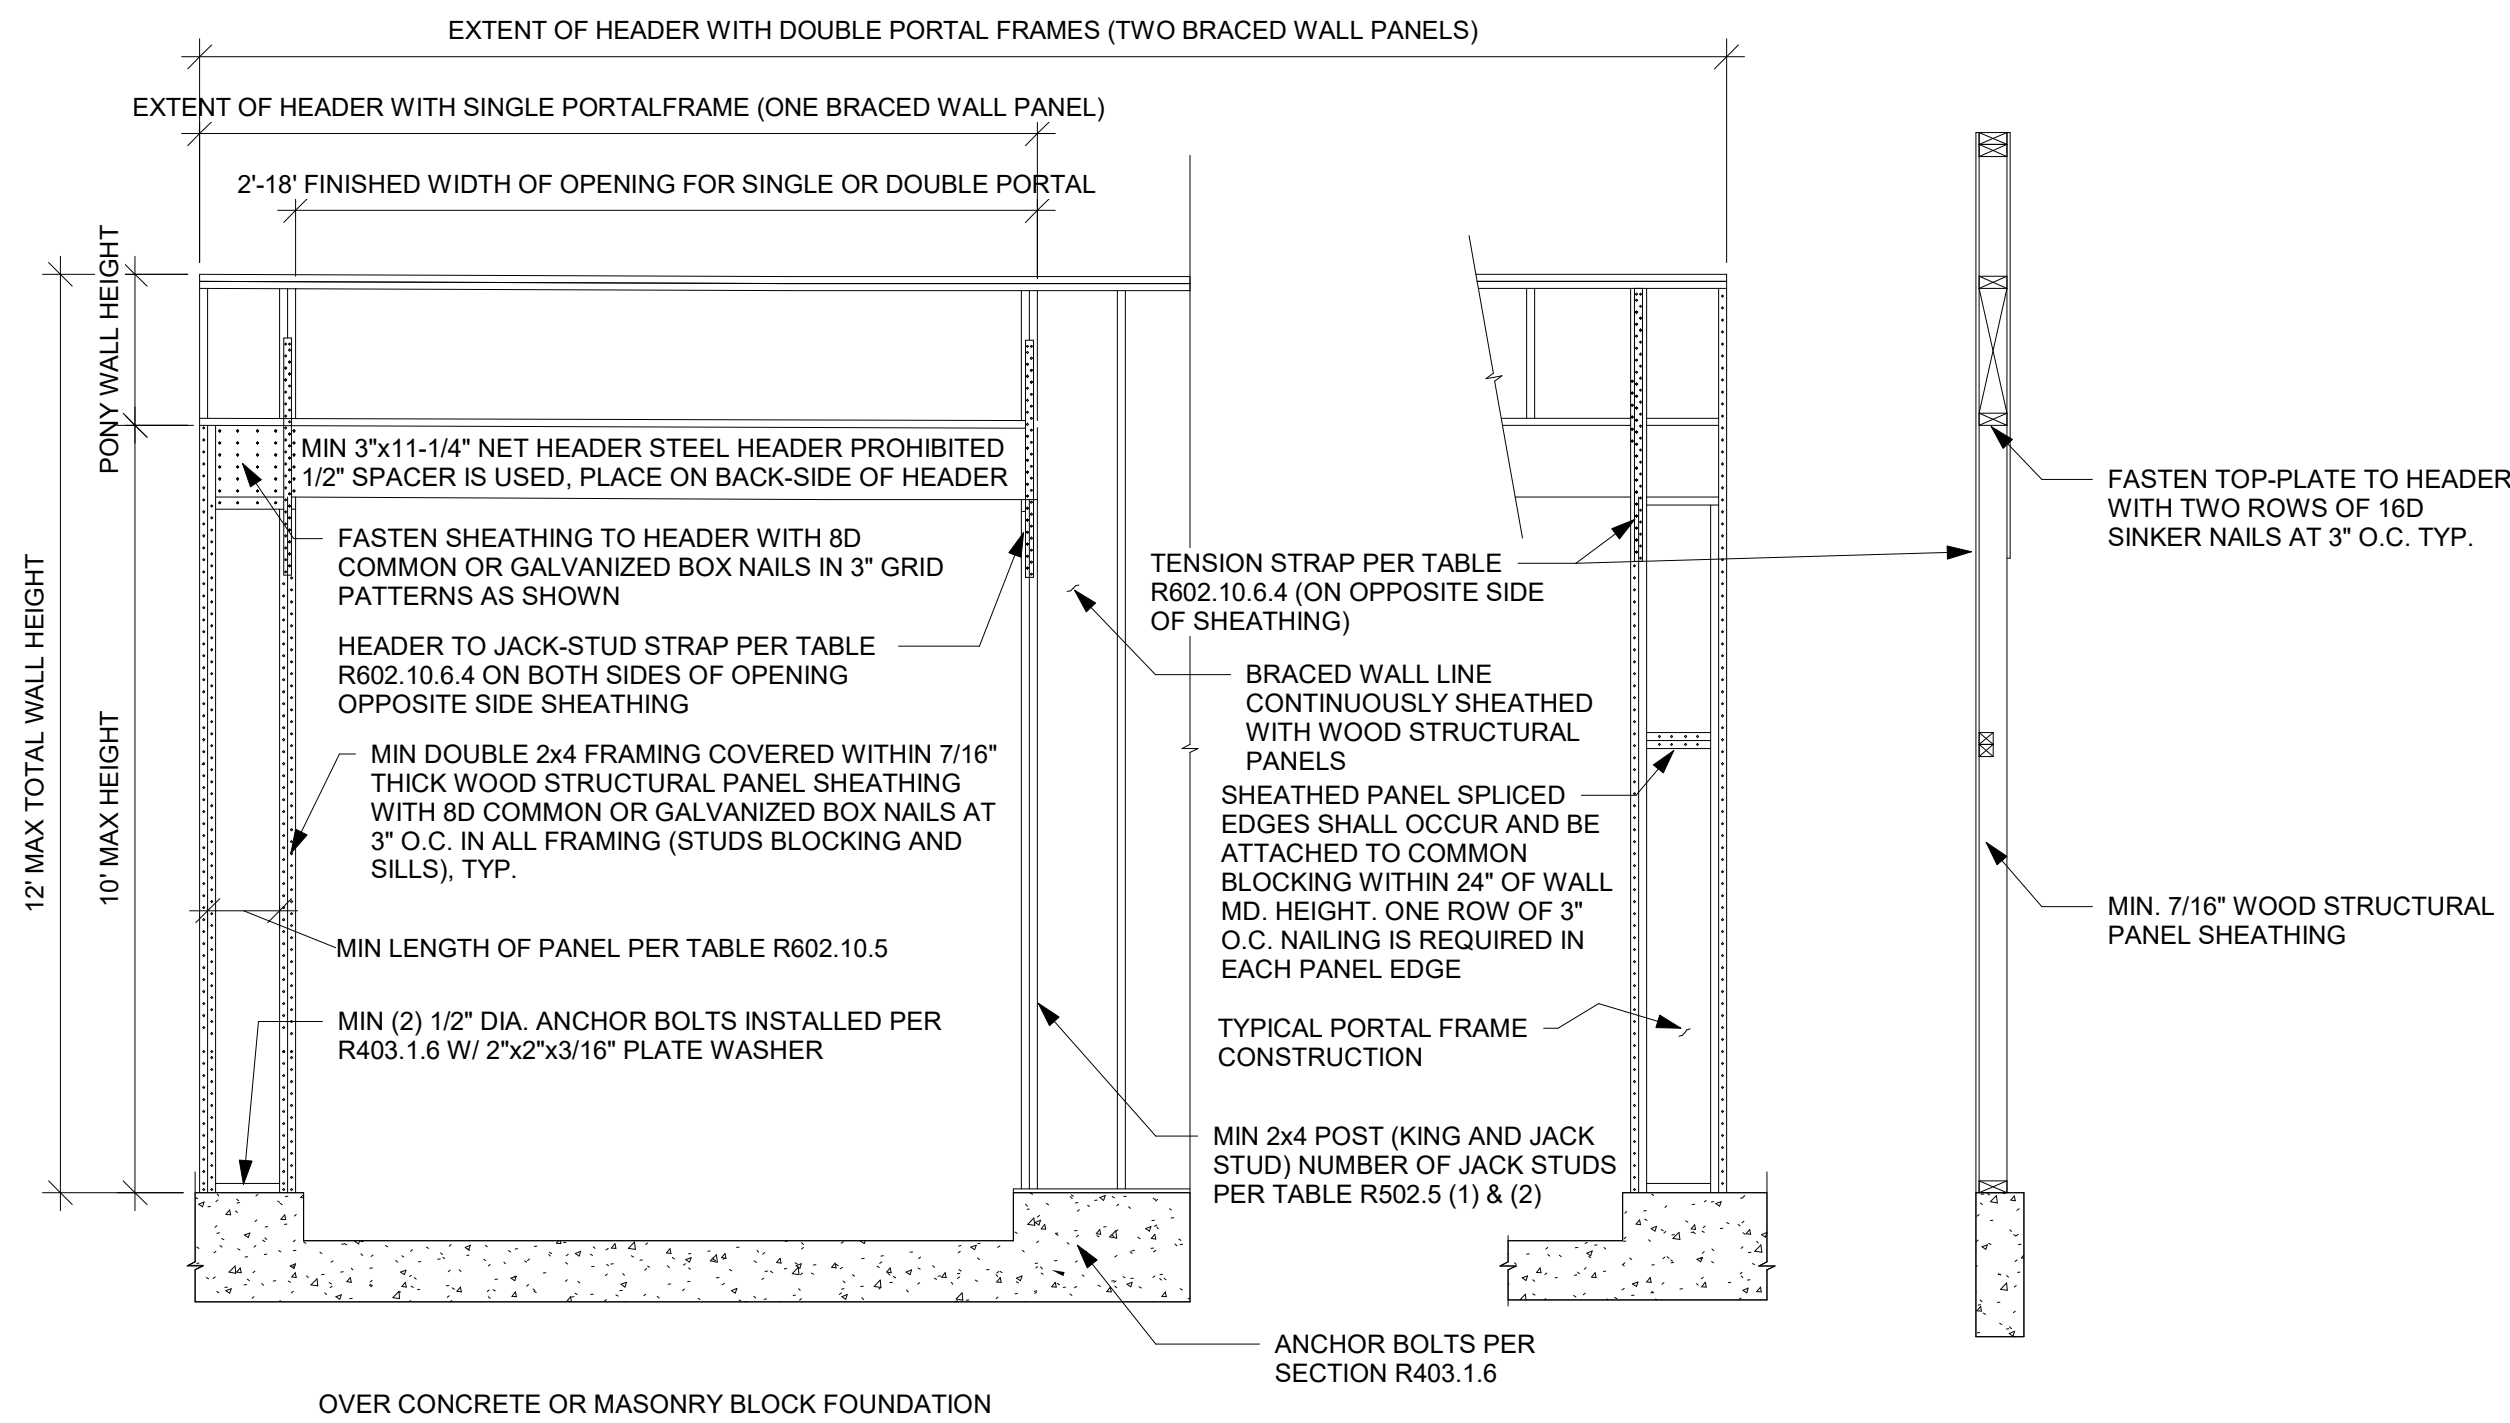 EXTENT OF HEADER WITH DOUBLE PORTAL FRAMES (TWO BRACED WALL PANELS)
EXTENT OF HEADER WITH SINGLE PORTALFRAME (ONE BRACED WALL PANEL)
2'-18' FINISHED WIDTH OF OPENING FOR SINGLE OR DOUBLE PORTAL
12' MAX TOTAL WALL HEIGHT
PONY WALL HEIGHT
10' MAX HEIGHT
MIN 3"x11-1/4" NET HEADER STEEL HEADER PROHIBITED
1/2" SPACER IS USED, PLACE ON BACK-SIDE OF HEADER
FASTEN SHEATHING TO HEADER WITH 8D
COMMON OR GALVANIZED BOX NAILS IN 3" GRID
PATTERNS AS SHOWN
HEADER TO JACK-STUD STRAP PER TABLE
R602.10.6.4 ON BOTH SIDES OF OPENING
OPPOSITE SIDE SHEATHING
MIN DOUBLE 2x4 FRAMING COVERED WITHIN 7/16"
THICK WOOD STRUCTURAL PANEL SHEATHING
WITH 8D COMMON OR GALVANIZED BOX NAILS AT
3" O.C. IN ALL FRAMING (STUDS BLOCKING AND
SILLS), TYP.
MIN LENGTH OF PANEL PER TABLE R602.10.5
MIN (2) 1/2" DIA. ANCHOR BOLTS INSTALLED PER
R403.1.6 W/ 2"x2"x3/16" PLATE WASHER
TENSION STRAP PER TABLE
R602.10.6.4 (ON OPPOSITE SIDE
OF SHEATHING)
BRACED WALL LINE
CONTINUOUSLY SHEATHED
WITH WOOD STRUCTURAL
PANELS
SHEATHED PANEL SPLICED
EDGES SHALL OCCUR AND BE
ATTACHED TO COMMON
BLOCKING WITHIN 24" OF WALL
MD. HEIGHT. ONE ROW OF 3"
O.C. NAILING IS REQUIRED IN
EACH PANEL EDGE
TYPICAL PORTAL FRAME
CONSTRUCTION
MIN 2x4 POST (KING AND JACK
STUD) NUMBER OF JACK STUDS
PER TABLE R502.5 (1) & (2)
ANCHOR BOLTS PER
SECTION R403.1.6
FASTEN TOP-PLATE TO HEADER
WITH TWO ROWS OF 16D
SINKER NAILS AT 3" O.C. TYP.
MIN. 7/16" WOOD STRUCTURAL
PANEL SHEATHING
OVER CONCRETE OR MASONRY BLOCK FOUNDATION